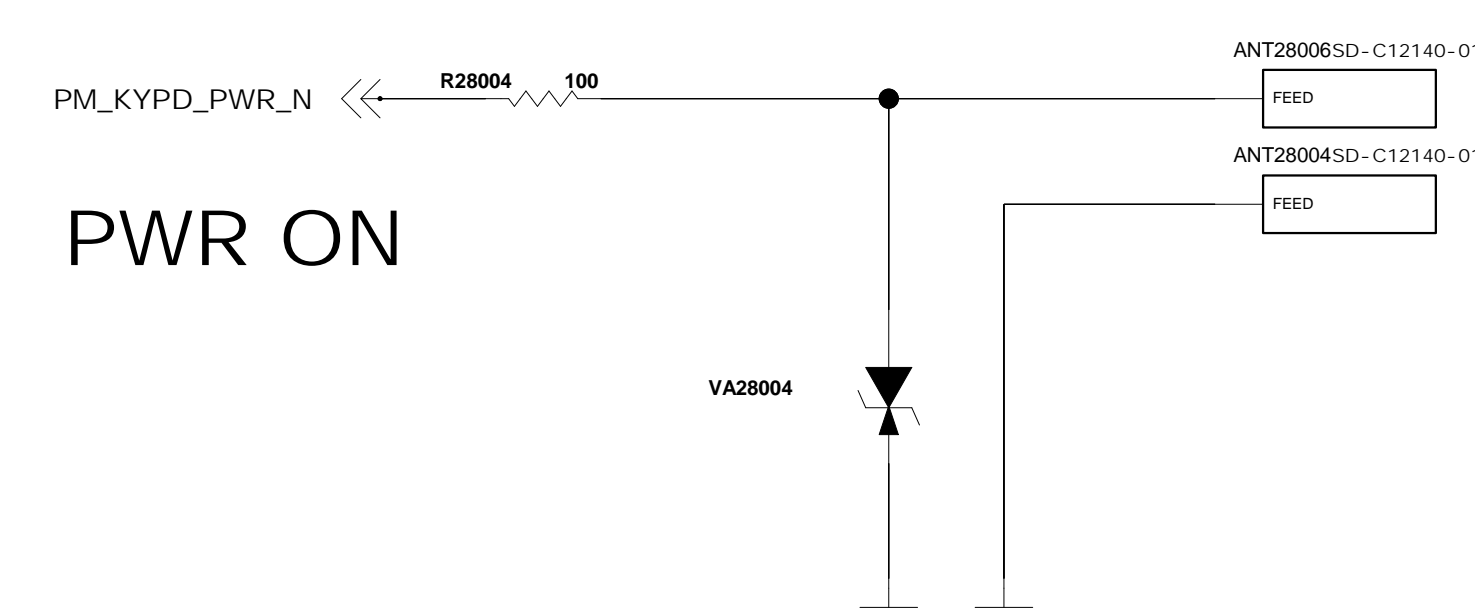 ANT28006SD-C12140-01
PM_KYPD_PWR_N
R28004 100
FEED
ANT28004SD-C12140-01
FEED
PWR ON
VA28004